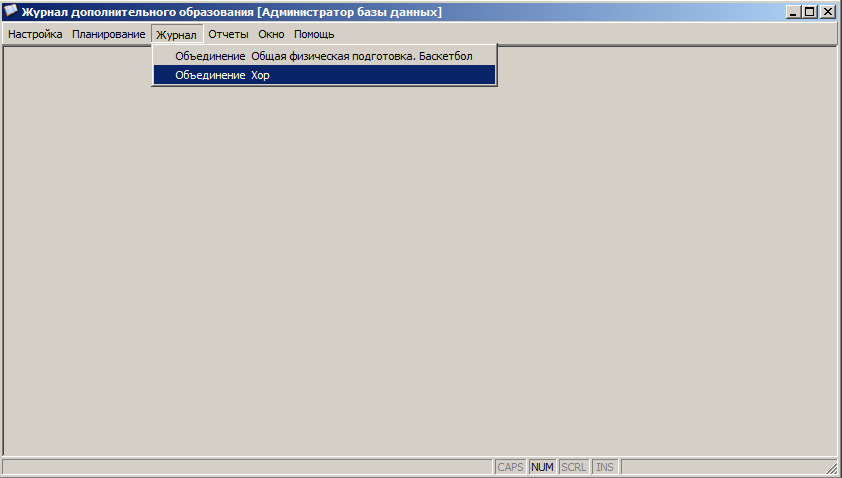 Журнал дополнительного образования [Администратор базы данных]
Настройка Планирование Журнал Отчеты Окно Помощь
Объединение Общая физическая подготовка. Баскетбол
Объединение Хор
CAPS NUM SCRL INS